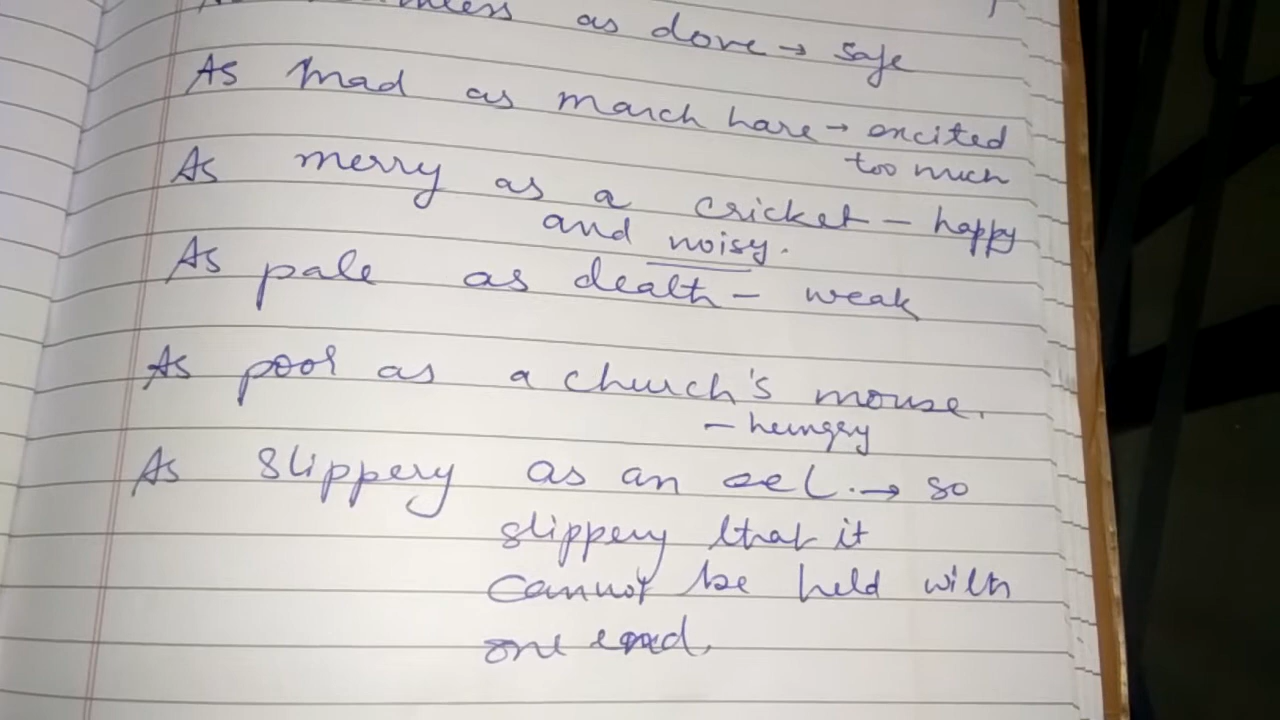 as dove → safe
As mad as march hare → encited
too much
As merry as a cricket – happy
and noisy.
As pale as death – weak
As poor as a church's mouse.
– hungry
As slippery as an eel. → so
slippery that it
cannot be held with
one